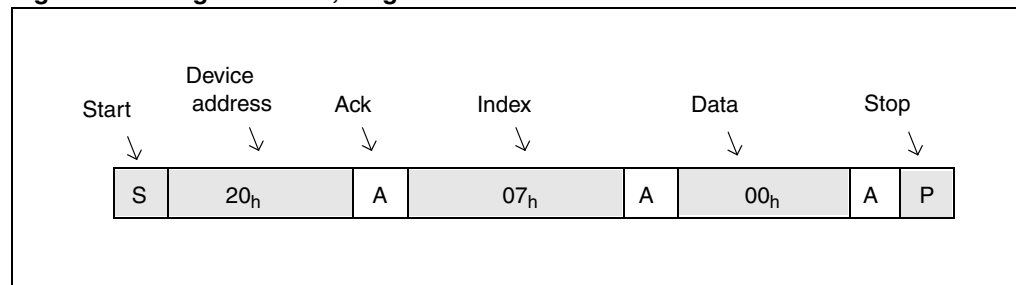 Device
Start address Ack Index Data Stop
S 20h A 07h A 00h A P